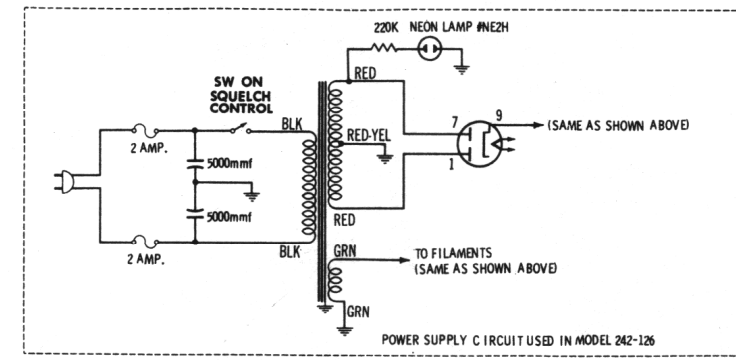 220K NEON LAMP #NE2H
RED
SW ON
SQUELCH
CONTROL
BLK
7
9
(SAME AS SHOWN ABOVE)
2 AMP.
RED-YEL
5000mmf
1
5000mmf
RED
2 AMP.
BLK
GRN
TO FILAMENTS
(SAME AS SHOWN ABOVE)
GRN
POWER SUPPLY CIRCUIT USED IN MODEL 242-126